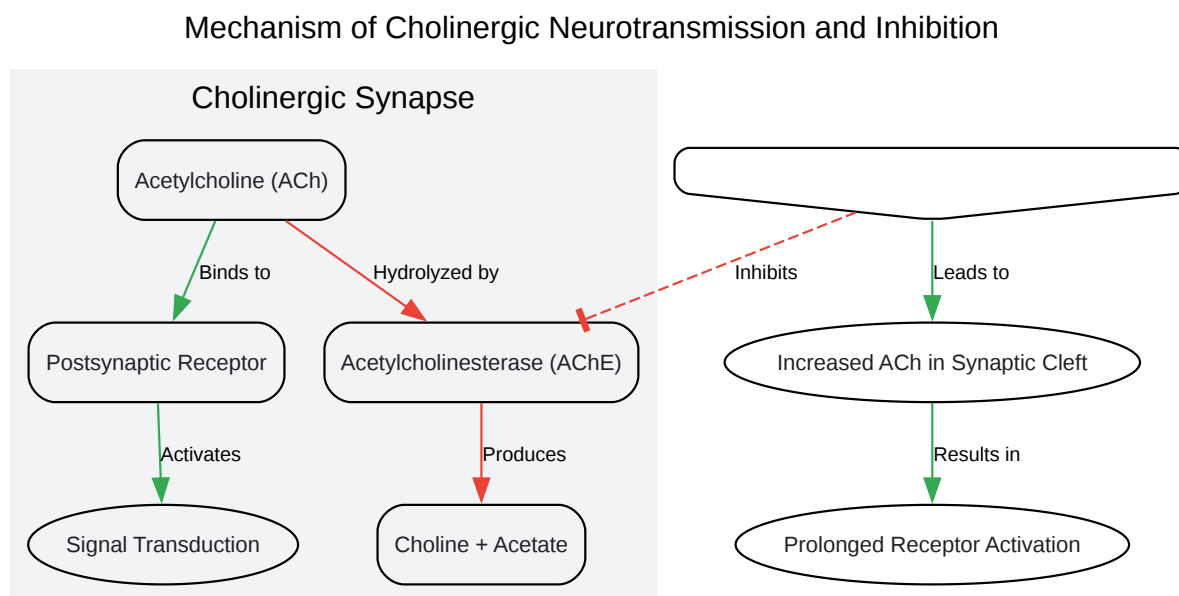 Mechanism of Cholinergic Neurotransmission and Inhibition
Cholinergic Synapse
Acetylcholine (ACh)
Binds to
Hydrolyzed by
Inhibits
Leads to
Postsynaptic Receptor
Acetylcholinesterase (AChE)
Increased ACh in Synaptic Cleft
Activates
Produces
Results in
Signal Transduction
Choline + Acetate
Prolonged Receptor Activation